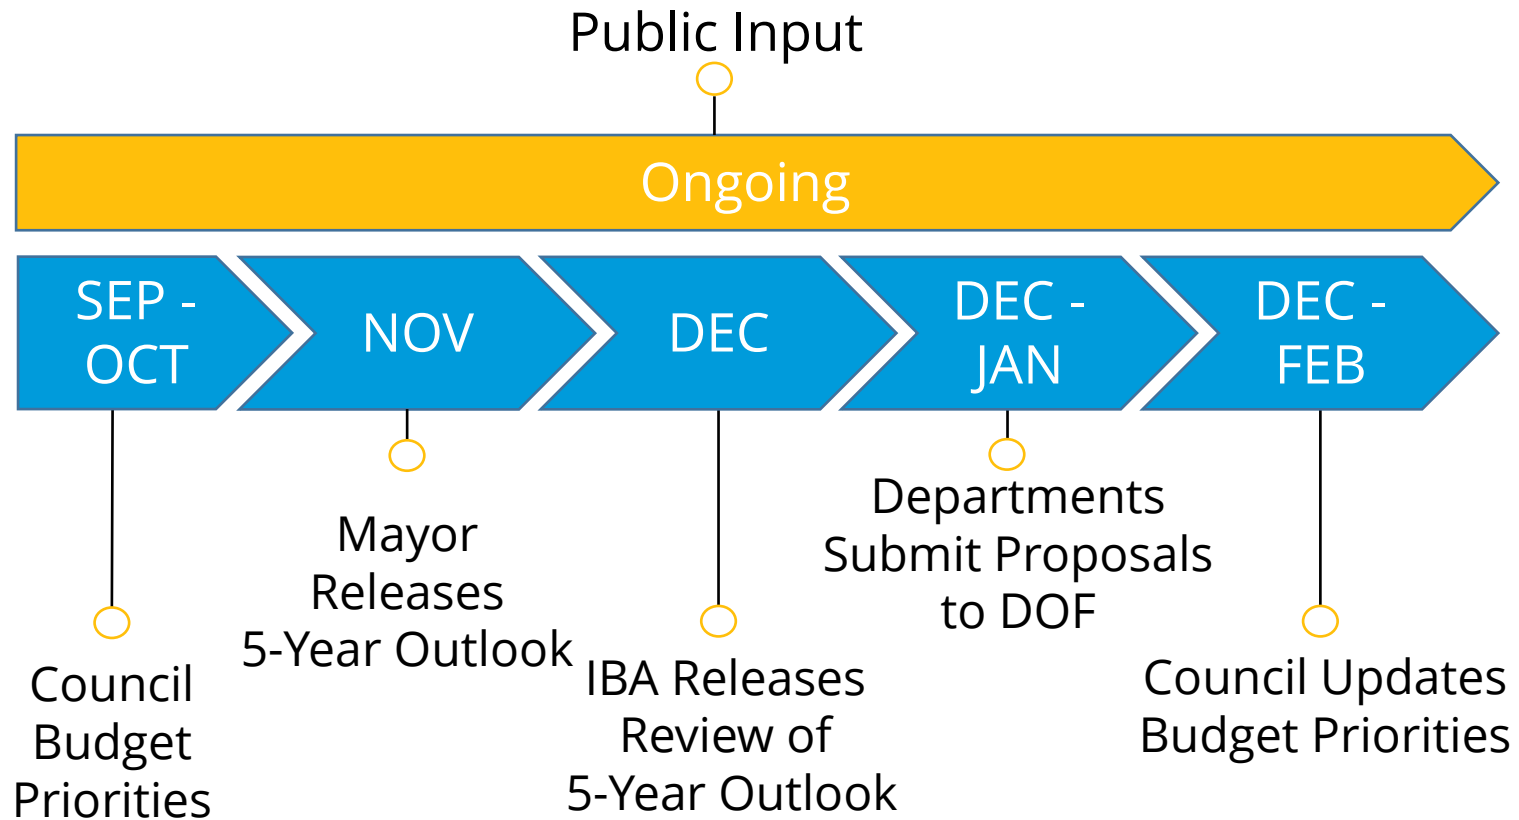 Public Input
Ongoing
SEP -
OCT
NOV
DEC
DEC -
JAN
DEC -
FEB
Council
Budget
Priorities
Mayor
Releases
5-Year Outlook
IBA Releases
Review of
5-Year Outlook
Departments
Submit Proposals
to DOF
Council Updates
Budget Priorities